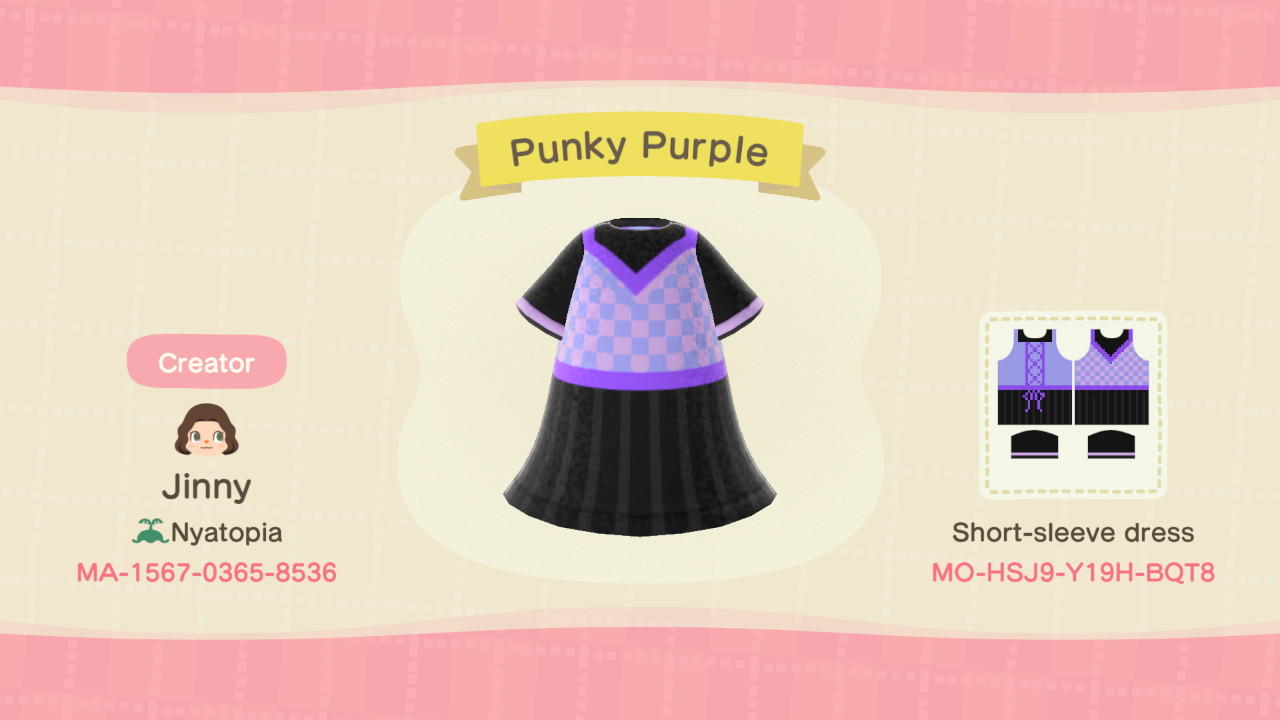 Punky Purple
Creator
Jinny
Nyatopia
MA-1567-0365-8536
Short-sleeve dress
MO-HSJ9-Y19H-BQT8